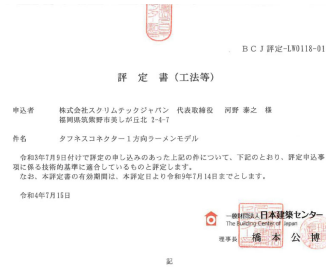 BCJ評定-LW0118-01
評 定 書 (工法等)
申込者 株式会社スクリムテックジャパン 代表取締役 河野 泰之 様
福岡県筑紫野市美しが丘北 2-4-7
件名 タフネスコネクター1方向ラーメンモデル
令和3年7月9日付けで評定の申し込みのあった上記の件について、下記のとおり、評定申込事
項に係る技術的基準に適合しているものと評定します。
なお、本評定書の有効期間は、本評定日より令和9年7月14日までとします。
令和4年7月15日
一般財団法人日本建築センター
The Building Center of Japan
理事長 橋 本 公 博
記